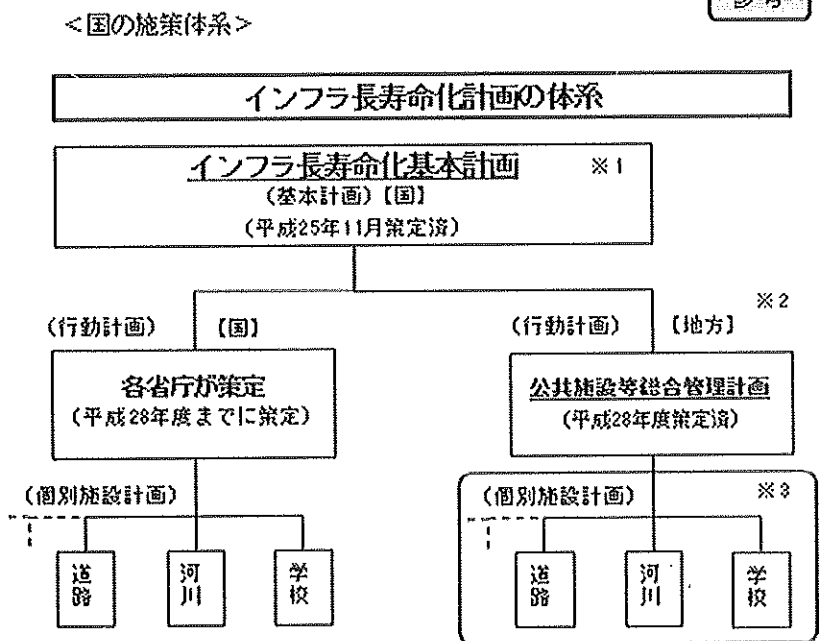 参考
<国の施策体系>
インフラ長寿命化計画の体系
インフラ長寿命化基本計画 ※1
(基本計画)【国】
(平成25年11月策定済)
※2
(行動計画) 【国】
(行動計画) 【地方】
各省庁が策定
(平成28年度までに策定)
公共施設等総合管理計画
(平成28年度策定済)
(個別施設計画)
(個別施設計画) ※3
道路
河川
学校
道路
河川
学校